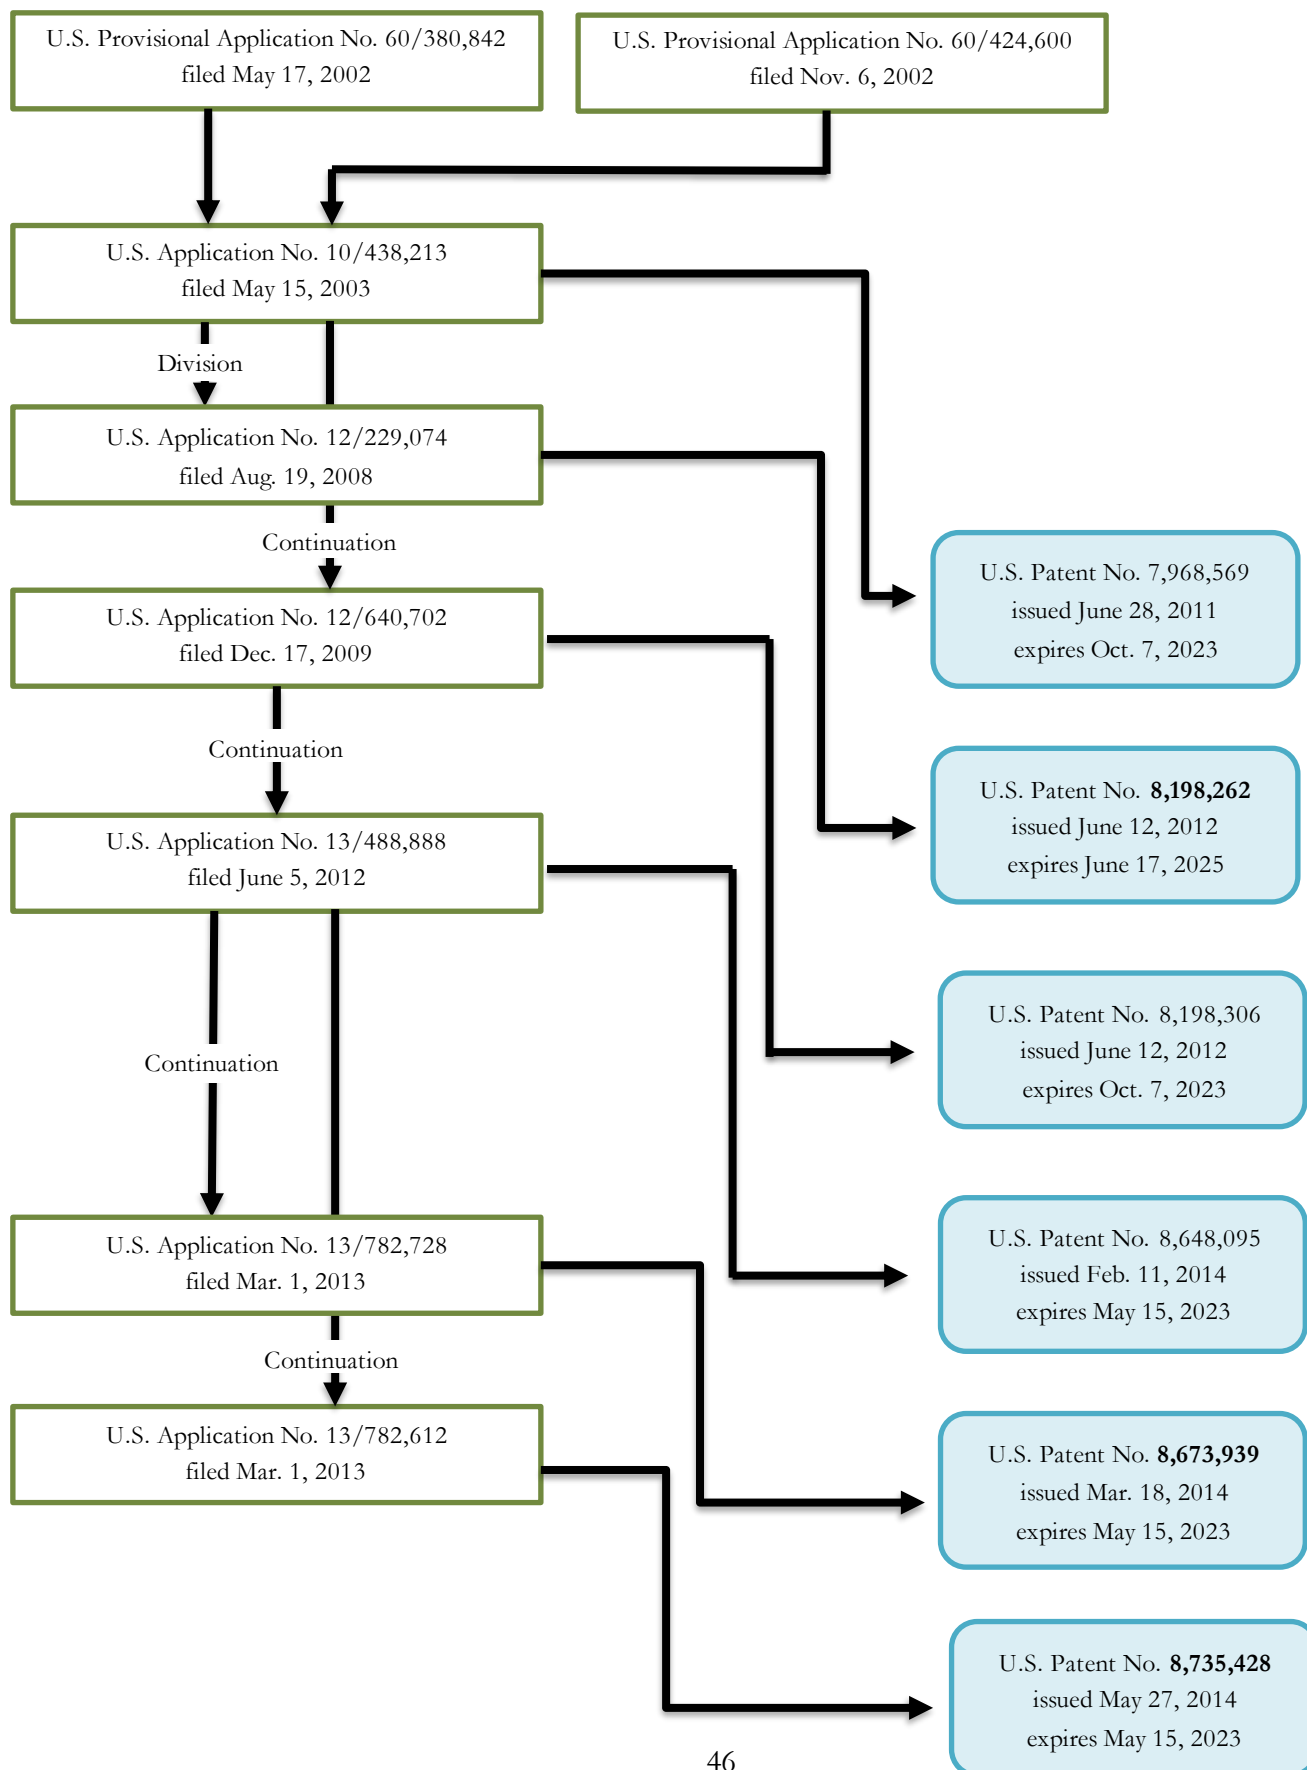 U.S. Provisional Application No. 60/380,842
filed May 17, 2002
U.S. Provisional Application No. 60/424,600
filed Nov. 6, 2002
U.S. Application No. 10/438,213
filed May 15, 2003
Division
U.S. Application No. 12/229,074
filed Aug. 19, 2008
Continuation
U.S. Application No. 12/640,702
filed Dec. 17, 2009
Continuation
U.S. Application No. 13/488,888
filed June 5, 2012
Continuation
U.S. Application No. 13/782,728
filed Mar. 1, 2013
Continuation
U.S. Application No. 13/782,612
filed Mar. 1, 2013
U.S. Patent No. 7,968,569
issued June 28, 2011
expires Oct. 7, 2023
U.S. Patent No. 8,198,262
issued June 12, 2012
expires June 17, 2025
U.S. Patent No. 8,198,306
issued June 12, 2012
expires Oct. 7, 2023
U.S. Patent No. 8,648,095
issued Feb. 11, 2014
expires May 15, 2023
U.S. Patent No. 8,673,939
issued Mar. 18, 2014
expires May 15, 2023
U.S. Patent No. 8,735,428
issued May 27, 2014
expires May 15, 2023
46